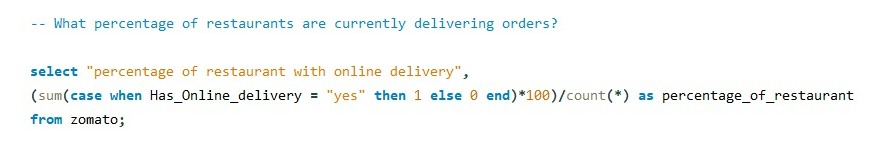 -- What percentage of restaurants are currently delivering orders?
select "percentage of restaurant with online delivery",
(sum(case when Has_Online_delivery = "yes" then 1 else 0 end)*100)/count(*) as percentage_of_restaurant
from zomato;